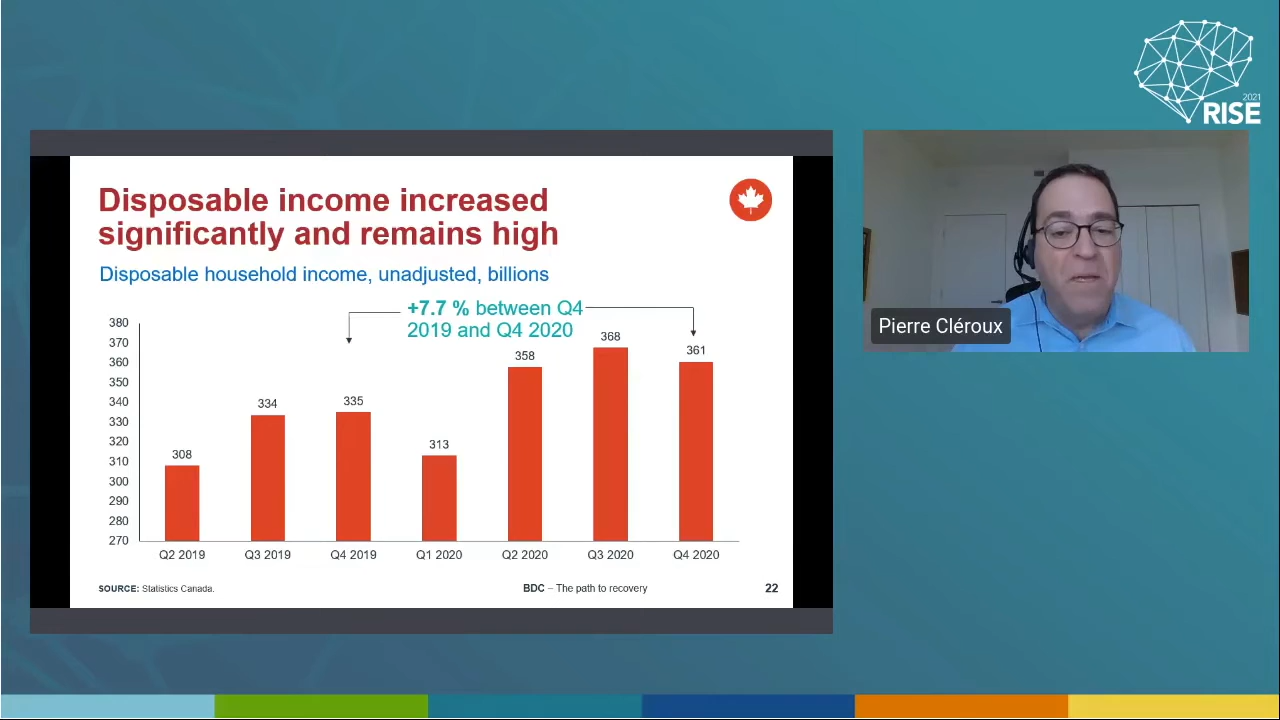 2021
RISE
Disposable income increased
significantly and remains high
Disposable household income, unadjusted, billions
+7.7 % between Q4
2019 and Q4 2020
380
370
360
350
340
330
320
310
300
290
280
270
308
334
335
313
358
368
361
Q2 2019
Q3 2019
Q4 2019
Q1 2020
Q2 2020
Q3 2020
Q4 2020
SOURCE: Statistics Canada.
BDC – The path to recovery
22
Pierre Cléroux